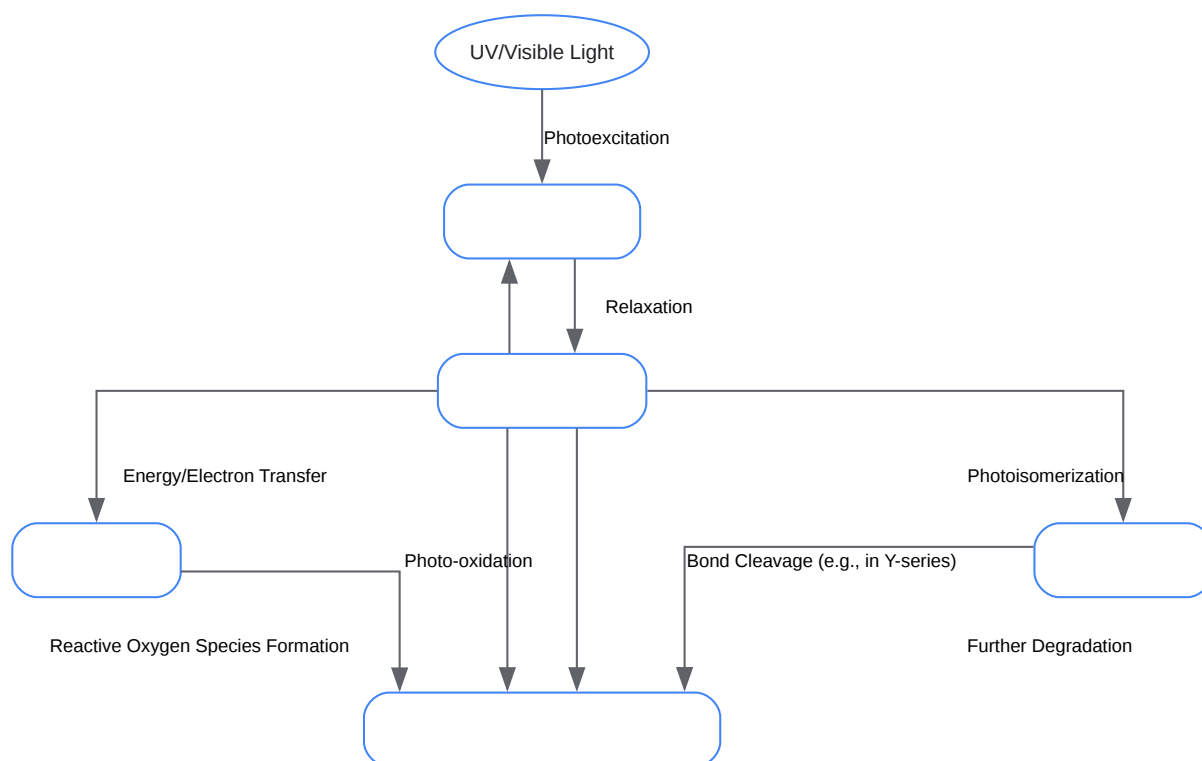 UV/Visible Light
Photoexcitation
Relaxation
Energy/Electron Transfer
Photoisomerization
Photo-oxidation
Bond Cleavage (e.g., in Y-series)
Reactive Oxygen Species Formation
Further Degradation